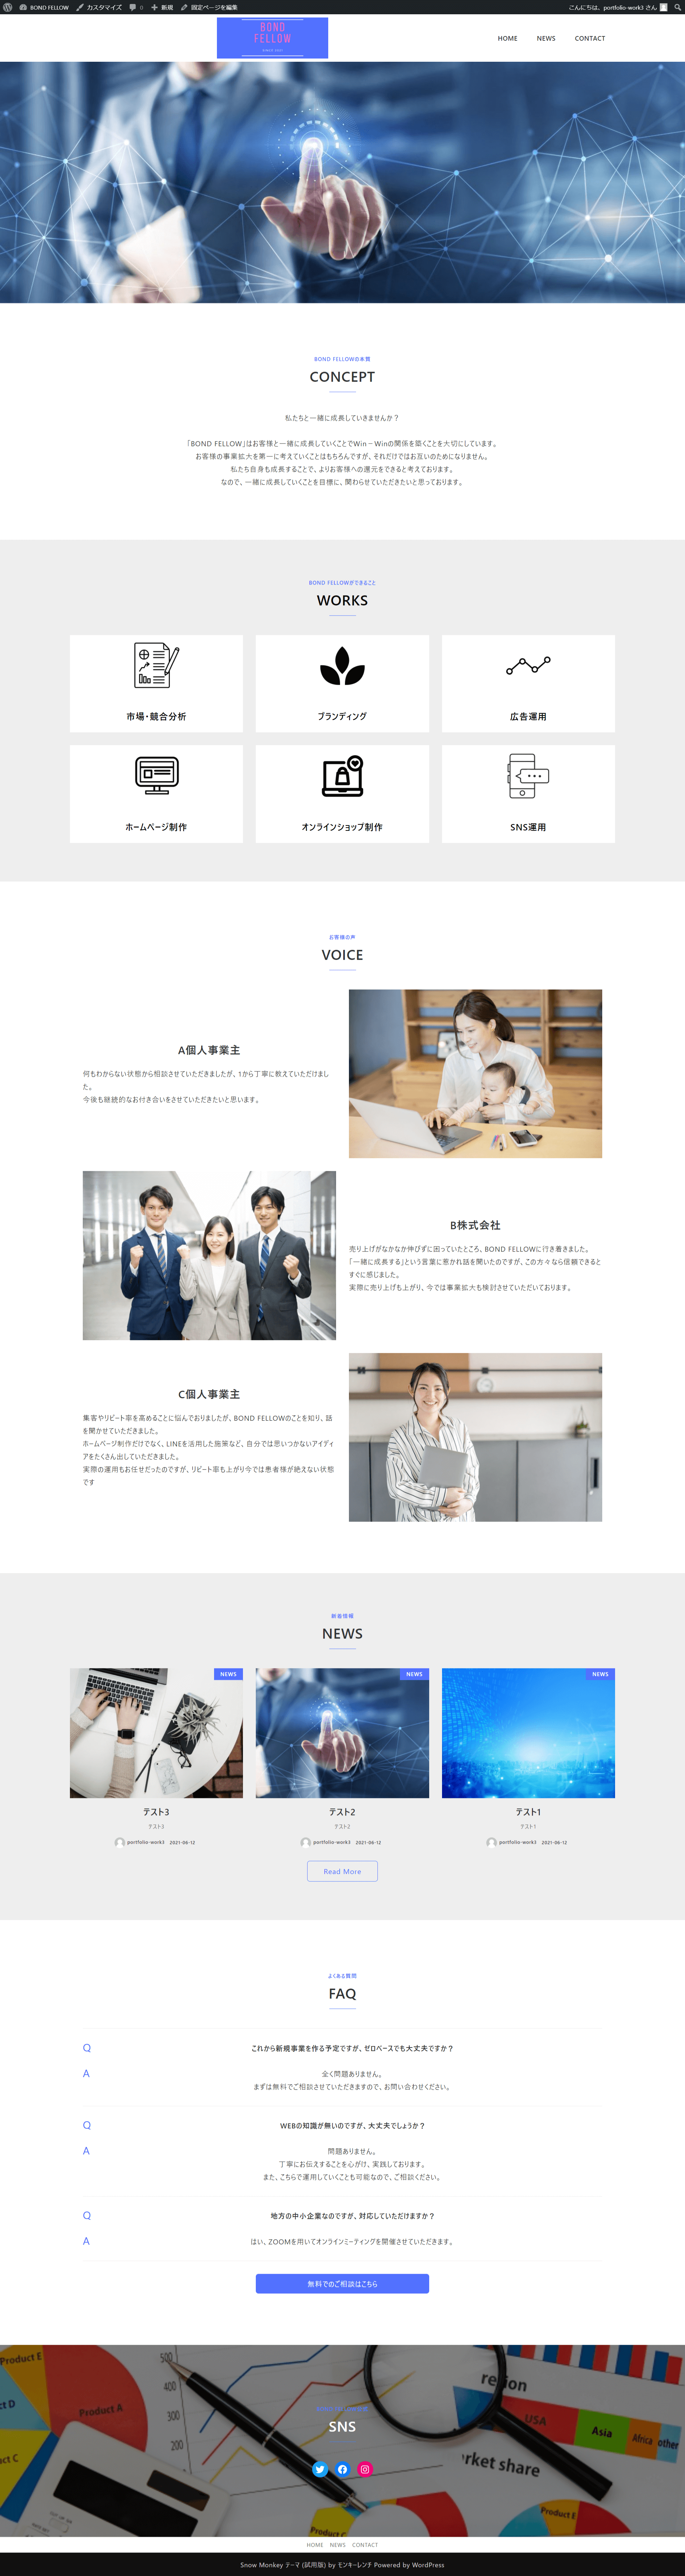 BOND FELLOW カスタマイズ 0 新規 固定ページを編集 こんにちは、portfolio-work3 さん
BOND
FELLOW
HOME NEWS CONTACT
BOND FELLOWの本質
CONCEPT
私たちと一緒に成長していきませんか？
「BOND FELLOW」はお客様と一緒に成長していくことでWin－Winの関係を築くことを大切にしています。
お客様の事業拡大を第一に考えていくことはもちろんですが、それだけではお互いのためになりません。
私たち自身も成長することで、よりお客様への還元をできると考えております。
なので、一緒に成長していくことを目標に、関わらせていただきたいと思っております。
BOND FELLOWができること
WORKS
市場・競合分析
ブランディング
広告運用
ホームページ制作
オンラインショップ制作
SNS運用
お客様の声
VOICE
A個人事業主
何もわからない状態から相談させていただきましたが、1から丁寧に教えていただけまし
た。
今後も継続的なお付き合いをさせていただきたいと思います。
B株式会社
売り上げがなかなか伸びずに困っていたところ、BOND FELLOWに行き着きました。
「一緒に成長する」という言葉に惹かれ話を聞いたのですが、この方々なら信頼できると
すぐに感じました。
実際に売り上げも上がり、今では事業拡大も検討させていただいております。
C個人事業主
集客やリピート率を高めることに悩んでおりましたが、BOND FELLOWのことを知り、話
を聞かせていただきました。
ホームページ制作だけでなく、LINEを活用した施策など、自分では思いつかないアイディ
アをたくさん出していただきました。
実際の運用もお任せだったのですが、リピート率も上がり今では患者様が絶えない状態
です
新着情報
NEWS
NEWS
テスト3
テスト3
portfolio-work3 2021-06-12
NEWS
テスト2
テスト2
portfolio-work3 2021-06-12
NEWS
テスト1
テスト1
portfolio-work3 2021-06-12
Read More
よくある質問
FAQ
Q これから新規事業を作る予定ですが、ゼロベースでも大丈夫ですか？
A 全く問題ありません。
まずは無料でご相談させていただきますので、お問い合わせください。
Q WEBの知識が無いのですが、大丈夫でしょうか？
A 問題ありません。
丁寧にお伝えすることを心がけ、実践しております。
また、こちらで運用していくことも可能なので、ご相談ください。
Q 地方の中小企業なのですが、対応していただけますか？
A はい、ZOOMを用いてオンラインミーティングを開催させていただきます。
無料でのご相談はこちら
Product E
Product A
400
300
200
region
USA
Asia
Africa
other
market share
Product E
Product D
SNS
HOME NEWS CONTACT
Snow Monkey テーマ (試用版) by モンキーレンチ Powered by WordPress